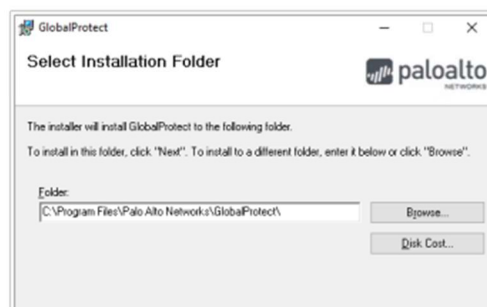 GlobalProtect
Select Installation Folder
paloalto
NETWORKS
The installer will install GlobalProtect to the following folder.
To install in this folder, click "Next". To install to a different folder, enter it below or click "Browse".
Folder:
C:\Program Files\Palo Alto Networks\GlobalProtect\
Browse...
Disk Cost...